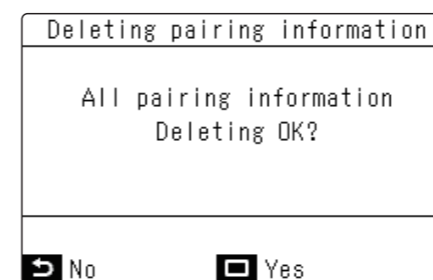 Deleting pairing information
All pairing information
Deleting OK?
No Yes